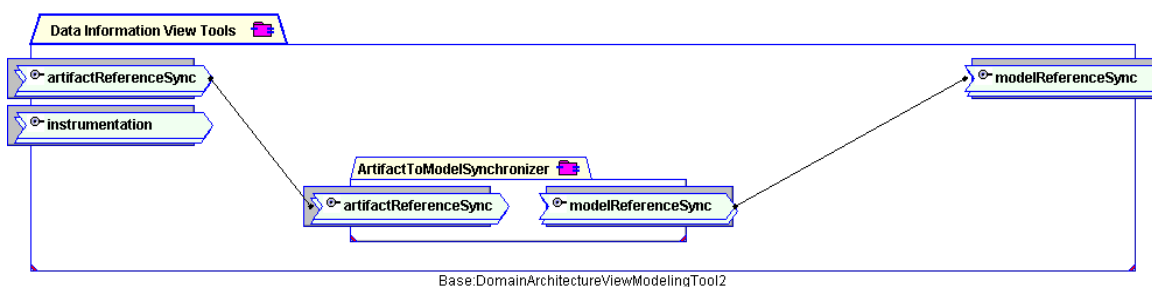 Data Information View Tools
artifactReferenceSync
modelReferenceSync
instrumentation
ArtifactToModelSynchronizer
artifactReferenceSync
modelReferenceSync
Base:DomainArchitectureViewModelingTool2